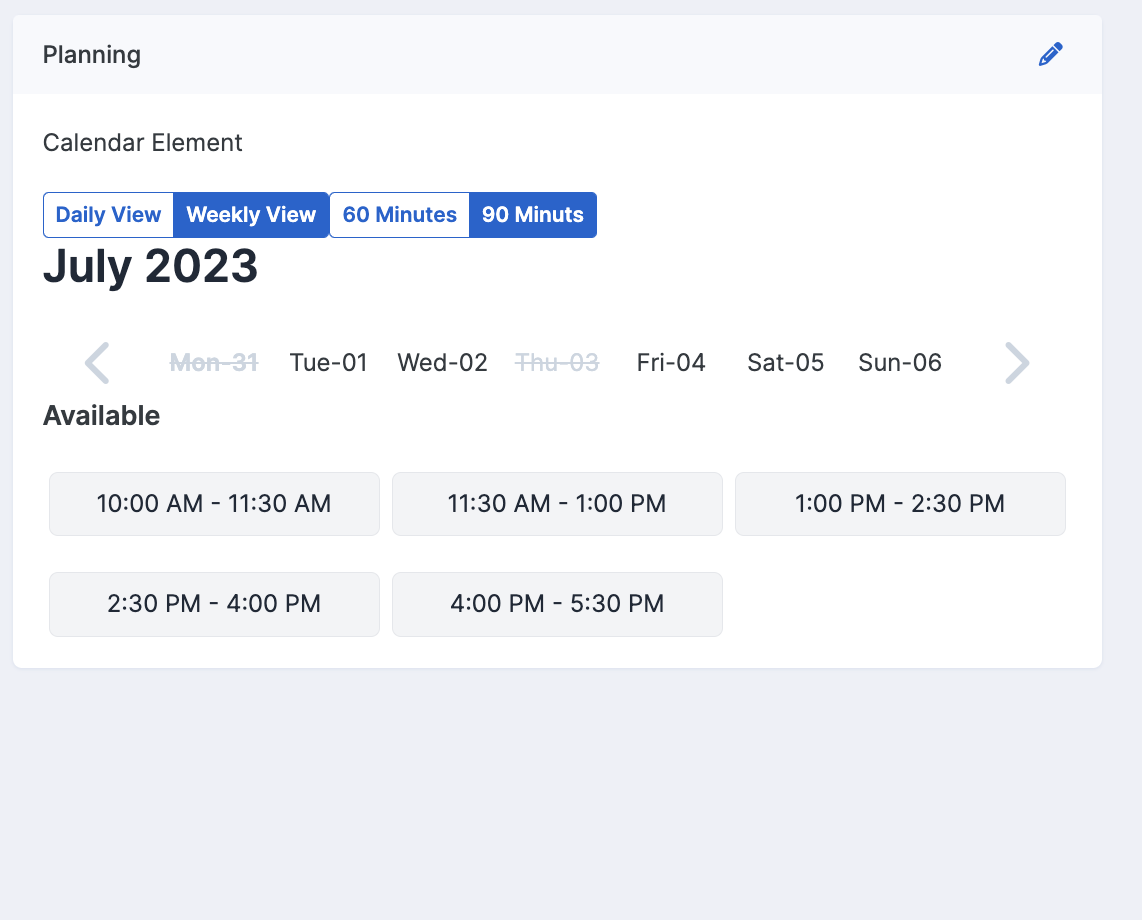 Planning
Calendar Element
Daily View Weekly View 60 Minutes 90 Minuts
July 2023
Mon-31 Tue-01 Wed-02 Thu-03 Fri-04 Sat-05 Sun-06
Available
10:00 AM - 11:30 AM 11:30 AM - 1:00 PM 1:00 PM - 2:30 PM
2:30 PM - 4:00 PM 4:00 PM - 5:30 PM